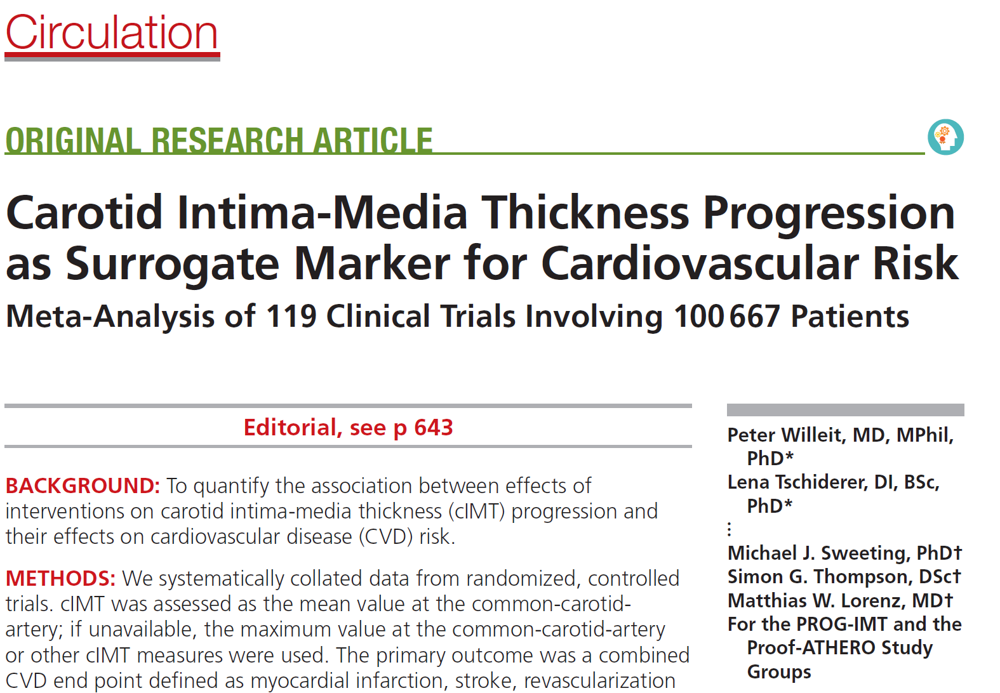 Circulation
ORIGINAL RESEARCH ARTICLE
Carotid Intima-Media Thickness Progression
as Surrogate Marker for Cardiovascular Risk
Meta-Analysis of 119 Clinical Trials Involving 100 667 Patients
Editorial, see p 643
BACKGROUND: To quantify the association between effects of
interventions on carotid intima-media thickness (cIMT) progression and
their effects on cardiovascular disease (CVD) risk.
METHODS: We systematically collated data from randomized, controlled
trials. cIMT was assessed as the mean value at the common-carotid-
artery; if unavailable, the maximum value at the common-carotid-artery
or other cIMT measures were used. The primary outcome was a combined
CVD end point defined as myocardial infarction, stroke, revascularization
Peter Willeit, MD, MPhil,
PhD*
Lena Tschiderer, DI, BSc,
PhD*
⋮
Michael J. Sweeting, PhD†
Simon G. Thompson, DSc†
Matthias W. Lorenz, MD†
For the PROG-IMT and the
Proof-ATHERO Study
Groups